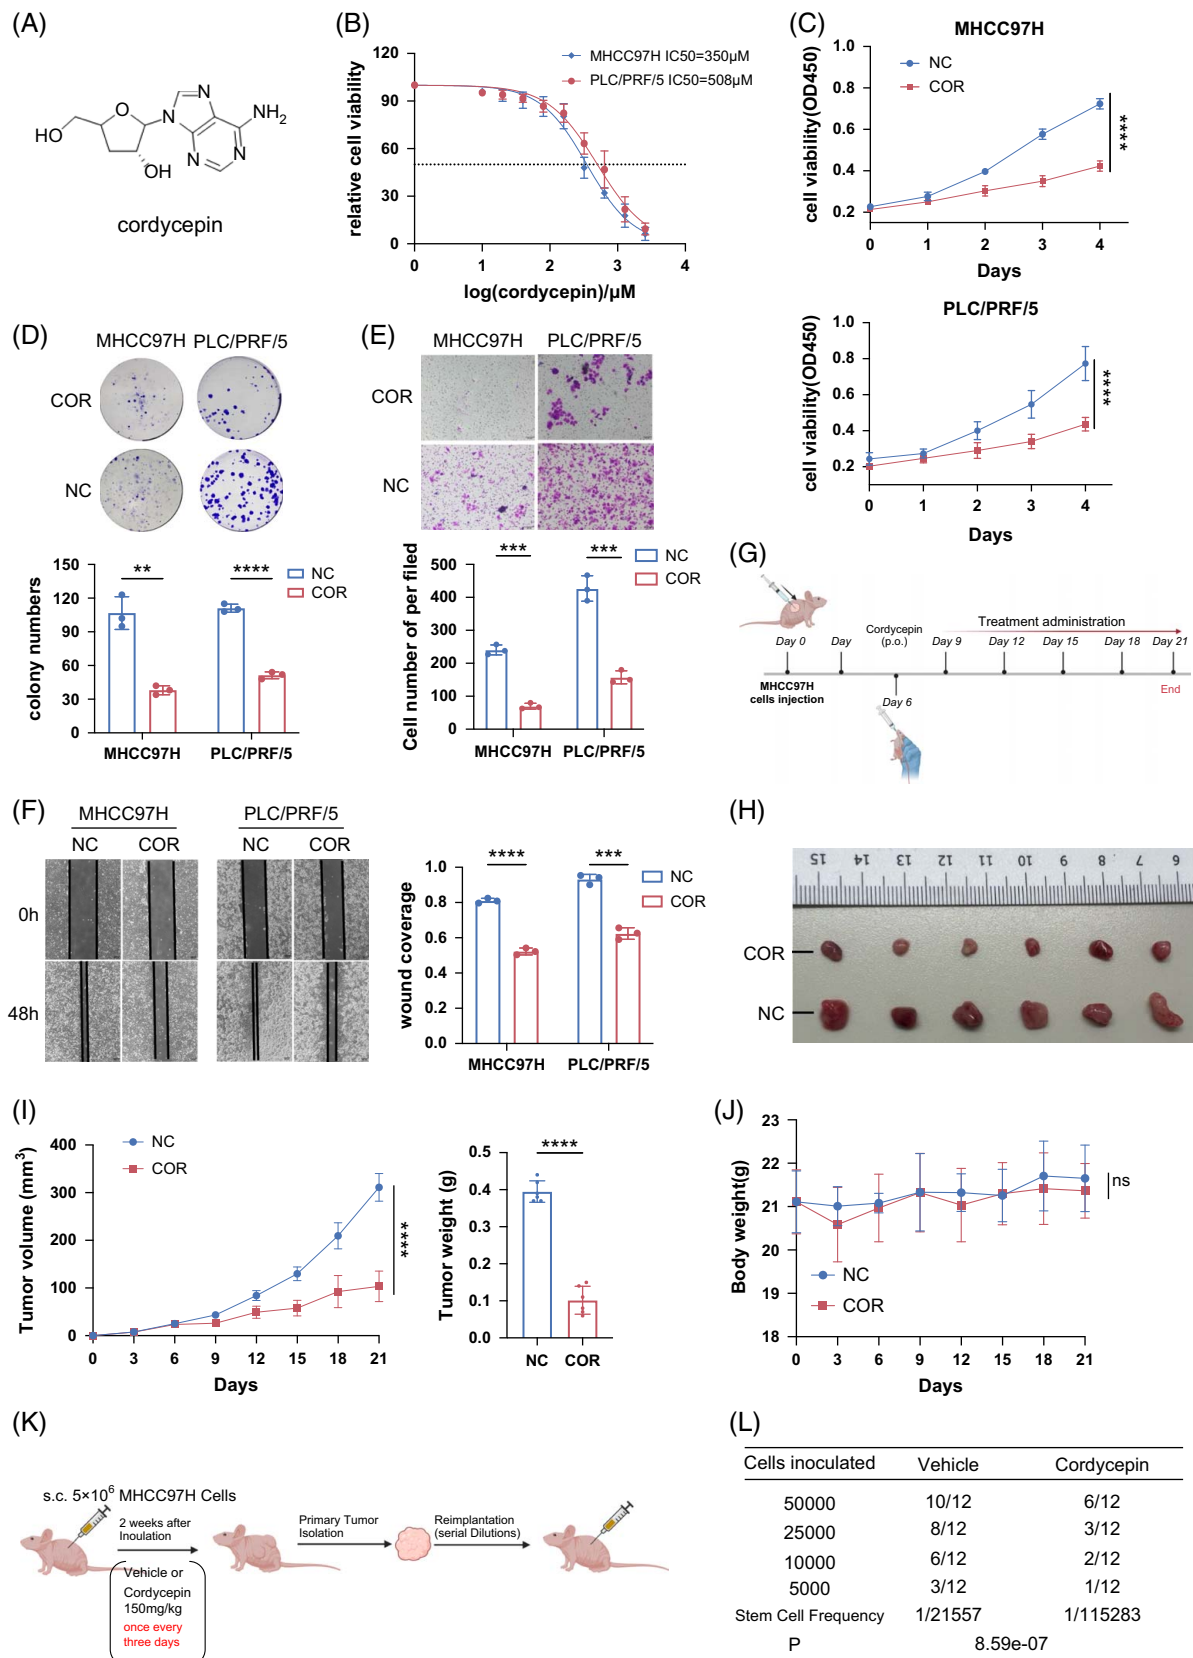 (A)
O
N
N
N
N
NH2
HO
OH
cordycepin
(B)
relative cell viability
120
90
60
30
0
MHCC97H IC50=350μM
PLC/PRF/5 IC50=508μM
0 1 2 3 4
log(cordycepin)/μM
(C)
MHCC97H
cell viability(OD450)
1.0
0.8
0.6
0.4
0.2
NC
COR
****
0 1 2 3 4
Days
PLC/PRF/5
cell viability(OD450)
1.0
0.8
0.6
0.4
0.2
NC
COR
****
0 1 2 3 4
Days
(D)
MHCC97H PLC/PRF/5
COR
NC
colony numbers
150
120
90
60
30
0
** ****
NC
COR
MHCC97H PLC/PRF/5
(E)
MHCC97H PLC/PRF/5
COR
NC
Cell number of per filed
500
400
300
200
100
0
*** ***
NC
COR
MHCC97H PLC/PRF/5
(G)
Cordycepin
(p.o.)
Treatment administration
Day 0 Day Day 9 Day 12 Day 15 Day 18 Day 21
MHCC97H
cells injection
Day 6
End
(F)
MHCC97H PLC/PRF/5
NC COR NC COR
0h
48h
wound coverage
1.0
0.8
0.6
0.4
0.2
0.0
**** ***
NC
COR
MHCC97H PLC/PRF/5
(H)
15 14 13 12 11 10 9 8 7 6
COR
NC
(I)
Tumor volume (mm3)
400
300
200
100
0
NC
COR
****
0 3 6 9 12 15 18 21
Days
Tumor weight (g)
0.5
0.4
0.3
0.2
0.1
0.0
****
NC COR
(J)
Body weight(g)
23
22
21
20
19
18
ns
NC
COR
0 3 6 9 12 15 18 21
Days
(K)
s.c. 5×10^6 MHCC97H Cells
2 weeks after
Inoulation
Vehicle or
Cordycepin
150mg/kg
once every
three days
Primary Tumor
Isolation
Reimplantation
(serial Dilutions)
(L)
Cells inoculated Vehicle Cordycepin
50000 10/12 6/12
25000 8/12 3/12
10000 6/12 2/12
5000 3/12 1/12
Stem Cell Frequency 1/21557 1/115283
P 8.59e-07